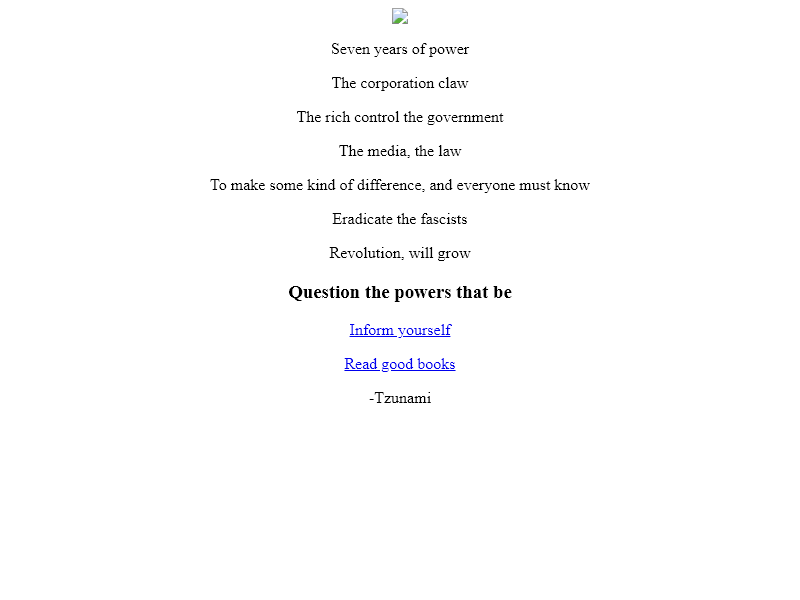 Seven years of power
The corporation claw
The rich control the government
The media, the law
To make some kind of difference, and everyone must know
Eradicate the fascists
Revolution, will grow
Question the powers that be
Inform yourself
Read good books
-Tzunami